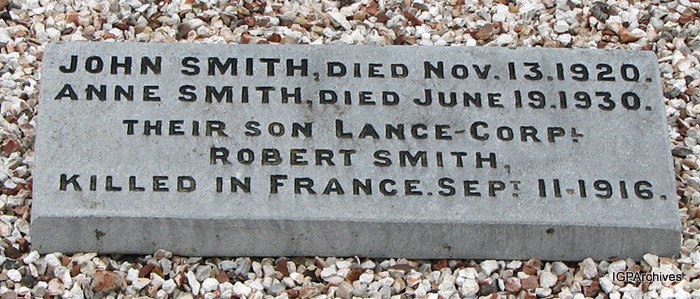 JOHN SMITH, DIED NOV. 13. 1920.
ANNE SMITH, DIED JUNE 19. 1930.
THEIR SON LANCE-CORPL
ROBERT SMITH,
KILLED IN FRANCE. SEPT 11-1916.
IGPArchives